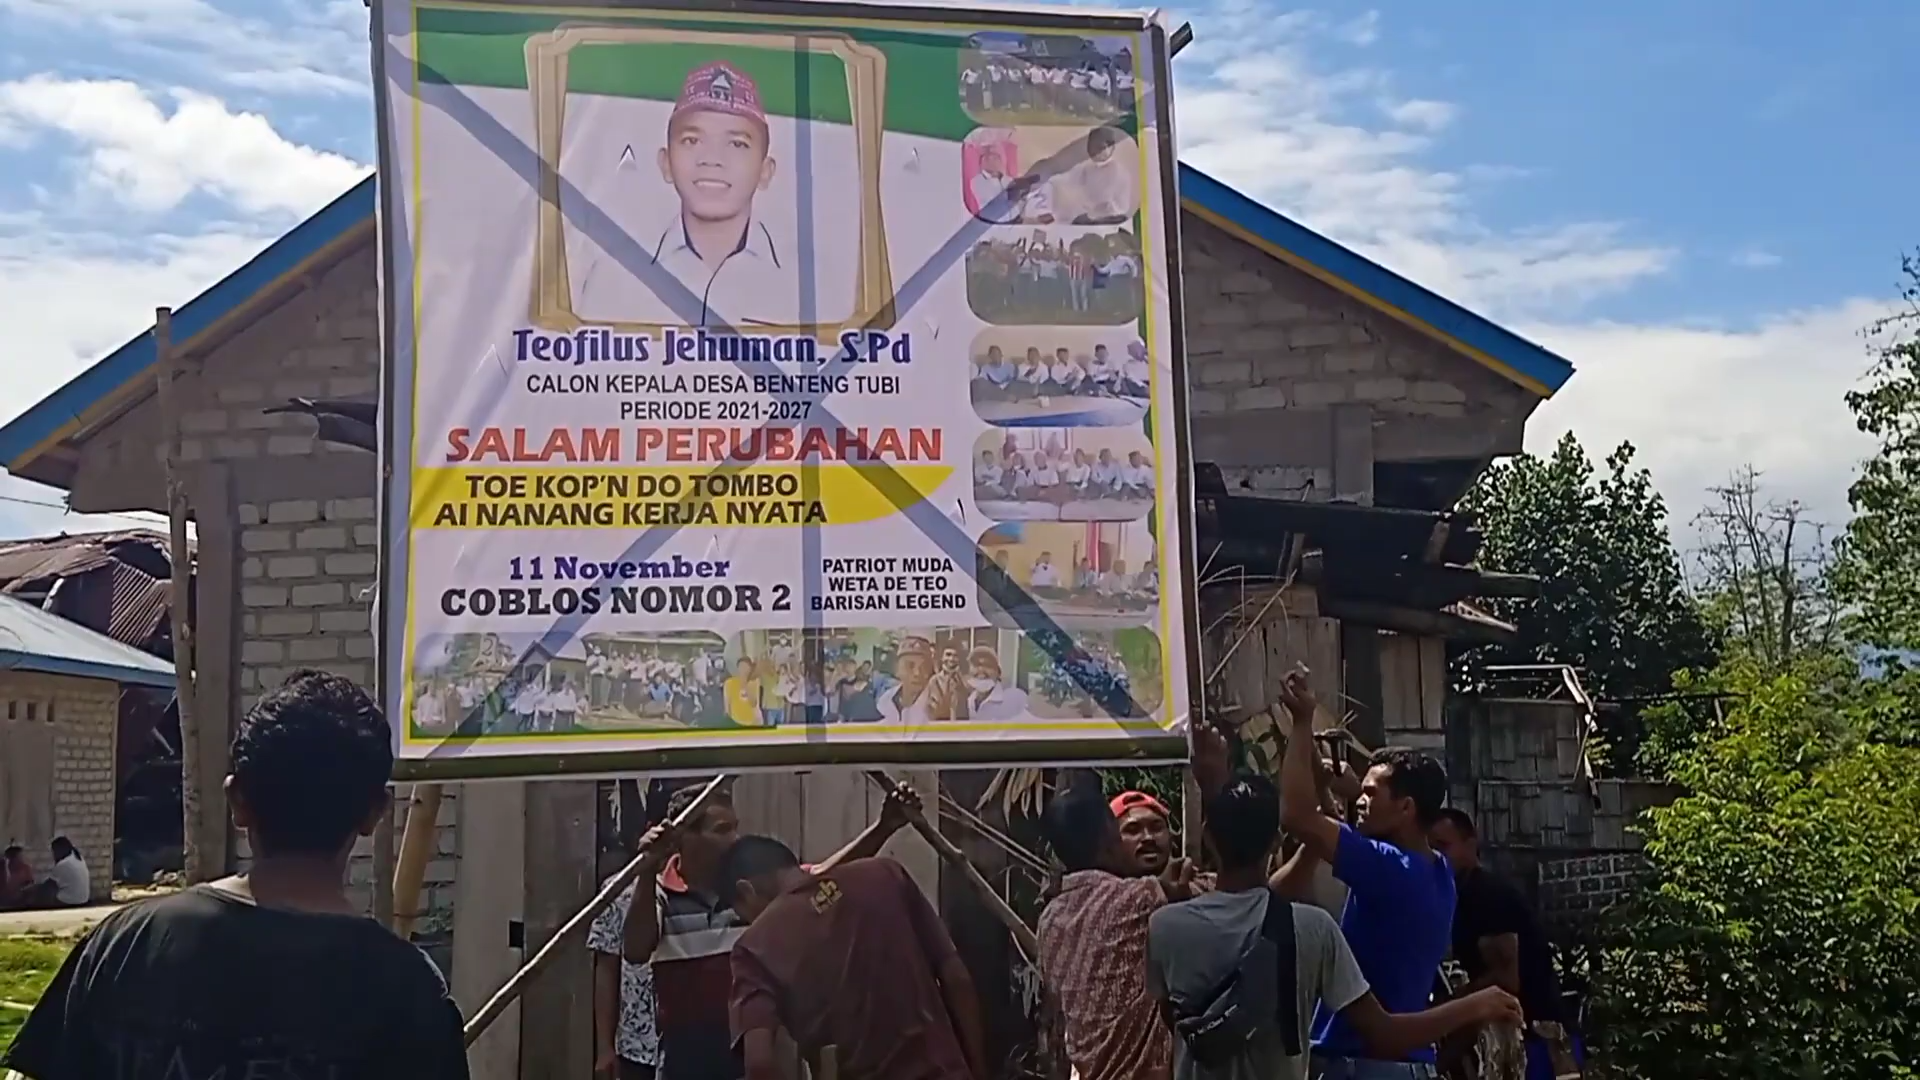 Teofilus Jehuman, S.Pd
CALON KEPALA DESA BENTENG TUBI
PERIODE 2021-2027
SALAM PERUBAHAN
TOE KOP'N DO TOMBO
AI NANANG KERJA NYATA
11 November
COBLOS NOMOR 2
PATRIOT MUDA
WETA DE TEO
BARISAN LEGEND